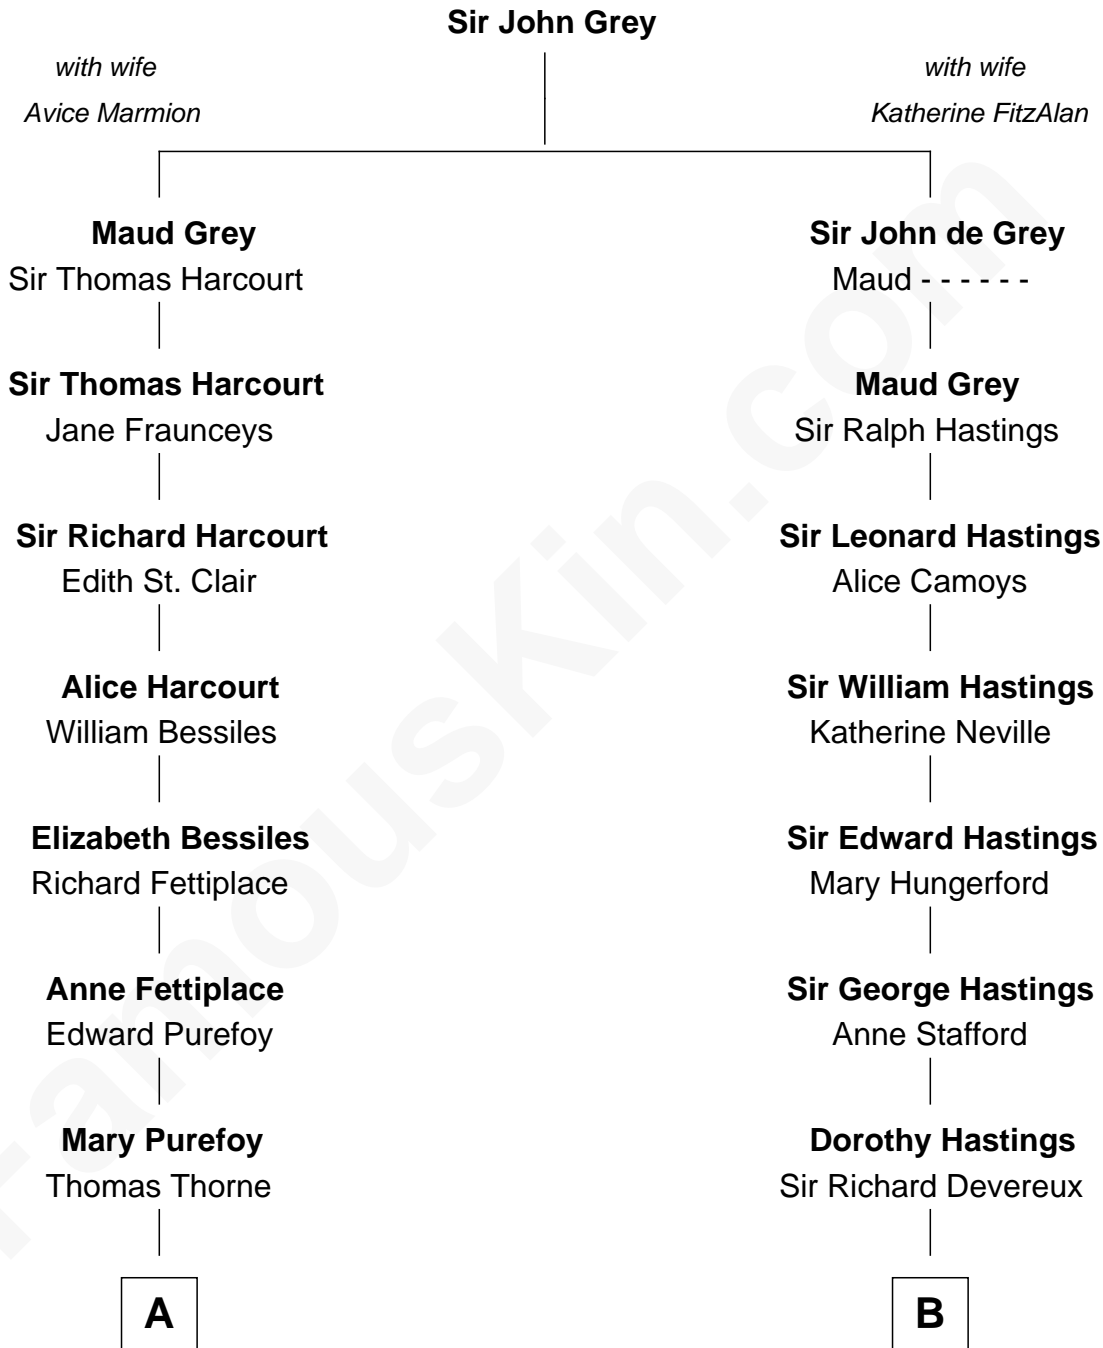 Sir John Grey
with wife
Avice Marmion
with wife
Katherine FitzAlan
Maud Grey
Sir Thomas Harcourt
Sir John de Grey
Maud - - - - - -
Sir Thomas Harcourt
Jane Fraunceys
Maud Grey
Sir Ralph Hastings
Sir Richard Harcourt
Edith St. Clair
Sir Leonard Hastings
Alice Camoys
Alice Harcourt
William Bessiles
Sir William Hastings
Katherine Neville
Elizabeth Bessiles
Richard Fettiplace
Sir Edward Hastings
Mary Hungerford
Anne Fettiplace
Edward Purefoy
Sir George Hastings
Anne Stafford
Mary Purefoy
Thomas Thorne
Dorothy Hastings
Sir Richard Devereux
A
B
FamousKin.com